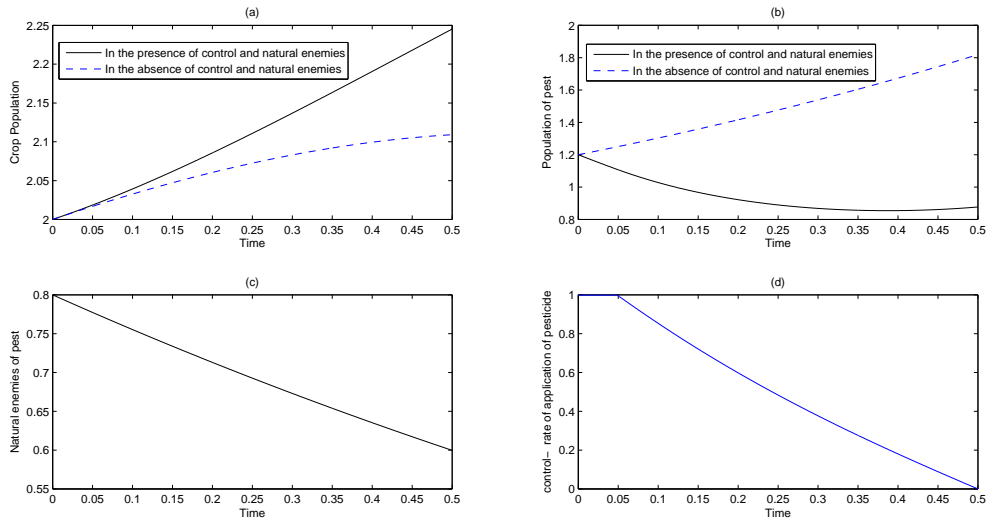 (a)
2.25
2.2
2.15
2.1
2.05
2
Crop Population
In the presence of control and natural enemies
In the absence of control and natural enemies
0 0.05 0.1 0.15 0.2 0.25 0.3 0.35 0.4 0.45 0.5
Time
(b)
2
1.8
1.6
1.4
1.2
1
0.8
Population of pest
In the presence of control and natural enemies
In the absence of control and natural enemies
0 0.05 0.1 0.15 0.2 0.25 0.3 0.35 0.4 0.45 0.5
Time
(c)
0.8
0.75
0.7
0.65
0.6
0.55
Natural enemies of pest
0 0.05 0.1 0.15 0.2 0.25 0.3 0.35 0.4 0.45 0.5
Time
(d)
1
0.8
0.6
0.4
0.2
0
control− rate of application of pesticide
0 0.05 0.1 0.15 0.2 0.25 0.3 0.35 0.4 0.45 0.5
Time